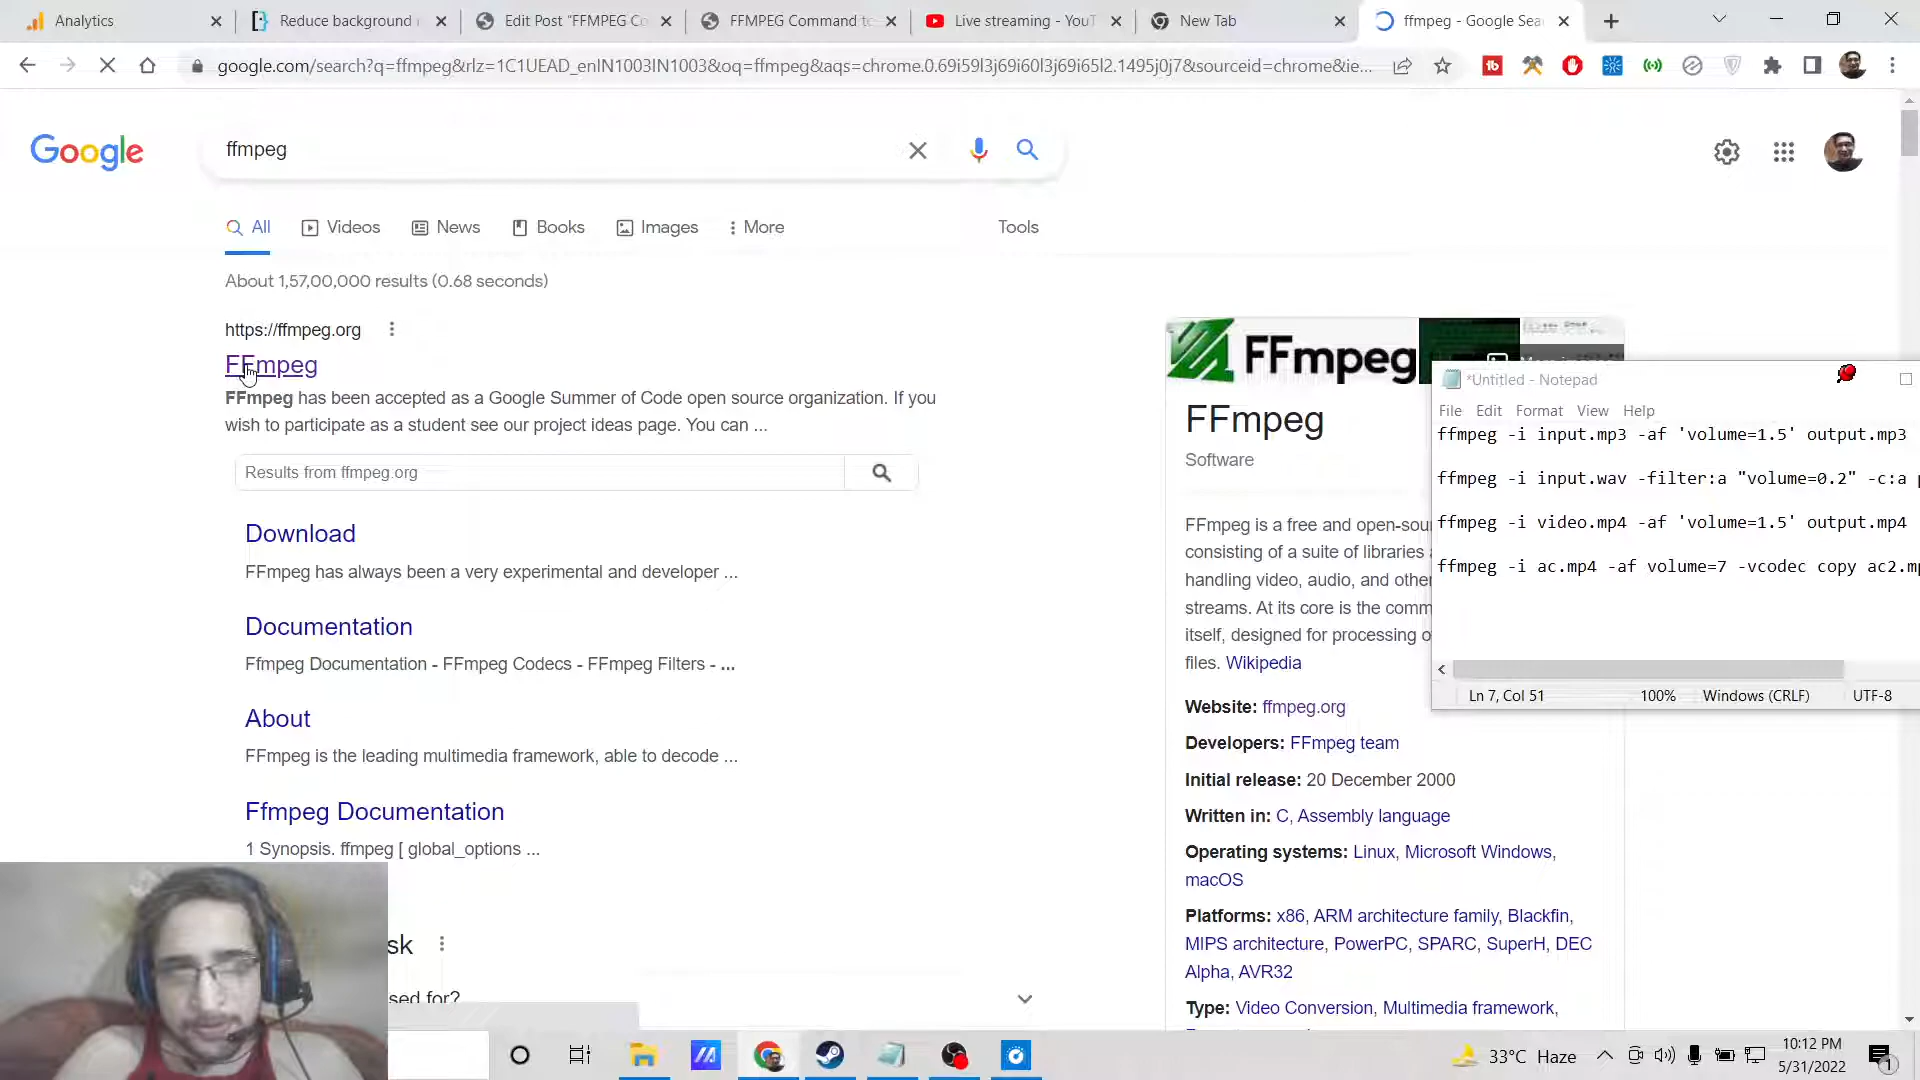 Analytics
Reduce background
Edit Post "FFMPEG Co
FFMPEG Command to
Live streaming - YouT
New Tab
ffmpeg - Google Sea
google.com/search?q=ffmpeg&rlz=1C1UEAD_enIN1003IN1003&oq=ffmpeg&aqs=chrome.0.69i59l3j69i60l3j69i65l2.1495j0j7&sourceid=chrome&ie...
Google
ffmpeg
All
Videos
News
Books
Images
More
Tools
About 1,57,00,000 results (0.68 seconds)
https://ffmpeg.org
FFmpeg
FFmpeg has been accepted as a Google Summer of Code open source organization. If you
wish to participate as a student see our project ideas page. You can ...
Results from ffmpeg.org
Download
FFmpeg has always been a very experimental and developer ...
Documentation
Ffmpeg Documentation - FFmpeg Codecs - FFmpeg Filters - ...
About
FFmpeg is the leading multimedia framework, able to decode ...
Ffmpeg Documentation
1 Synopsis. ffmpeg [ global_options ...
sk
sed for?
FFmpeg
FFmpeg
Software
FFmpeg is a free and open-sou
consisting of a suite of libraries
handling video, audio, and othe
streams. At its core is the comm
itself, designed for processing o
files. Wikipedia
Website: ffmpeg.org
Developers: FFmpeg team
Initial release: 20 December 2000
Written in: C, Assembly language
Operating systems: Linux, Microsoft Windows,
macOS
Platforms: x86, ARM architecture family, Blackfin,
MIPS architecture, PowerPC, SPARC, SuperH, DEC
Alpha, AVR32
Type: Video Conversion, Multimedia framework,
*Untitled - Notepad
File Edit Format View Help
ffmpeg -i input.mp3 -af 'volume=1.5' output.mp3
ffmpeg -i input.wav -filter:a "volume=0.2" -c:a p
ffmpeg -i video.mp4 -af 'volume=1.5' output.mp4
ffmpeg -i ac.mp4 -af volume=7 -vcodec copy ac2.mp
Ln 7, Col 51
100%
Windows (CRLF)
UTF-8
33°C Haze
10:12 PM
5/31/2022
1